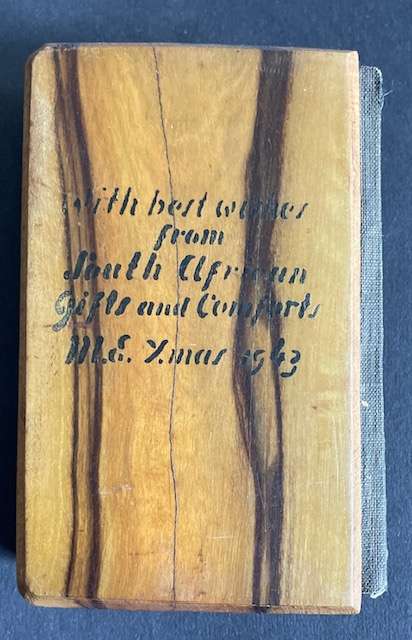 With best wishes
from
South African
Gifts and Comforts
M.E. Xmas 1943